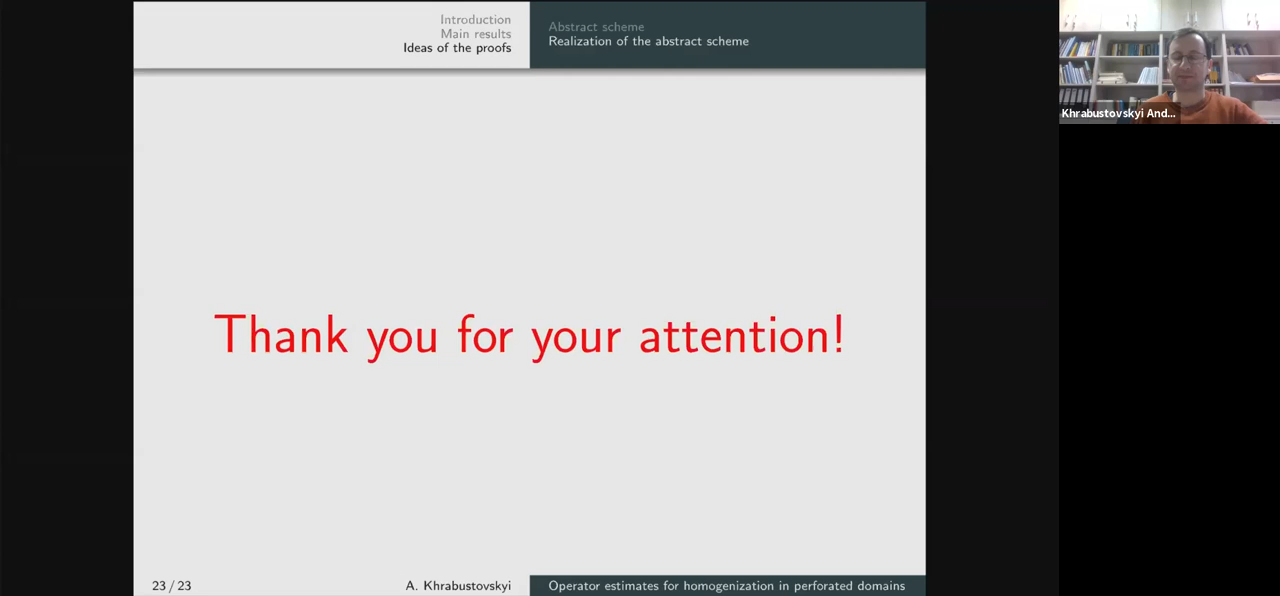 Introduction
Main results
Ideas of the proofs
Abstract scheme
Realization of the abstract scheme
Khrabustovskyi And...
Thank you for your attention!
23 / 23
A. Khrabustovskyi
Operator estimates for homogenization in perforated domains